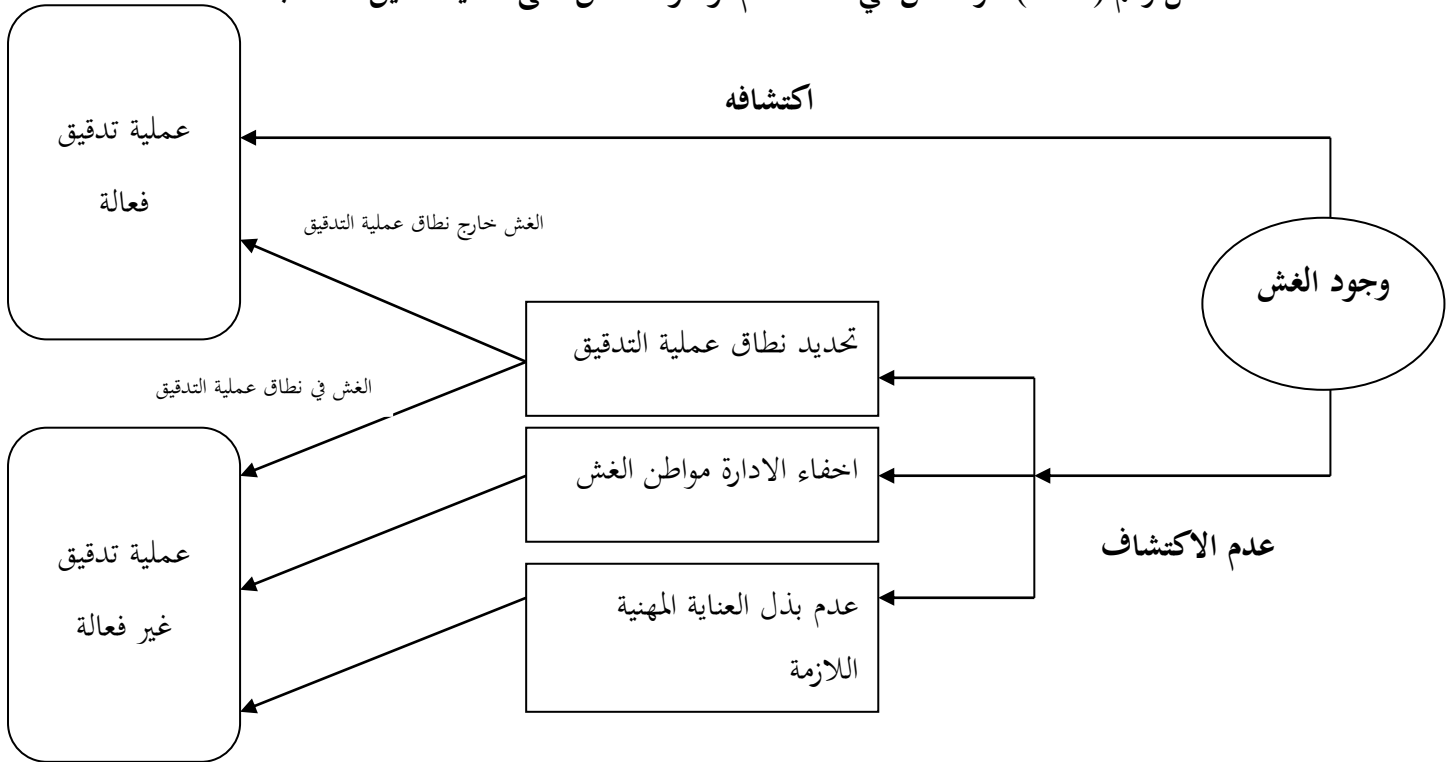 اكتشافه
عملية تدقيق
فعالة
الغش خارج نطاق عملية التدقيق
وجود الغش
تحديد نطاق عملية التدقيق
الغش في نطاق عملية التدقيق
اخفاء الادارة مواطن الغش
عدم الاكتشاف
عملية تدقيق
غير فعالة
عدم بذل العناية المهنية
اللازمة